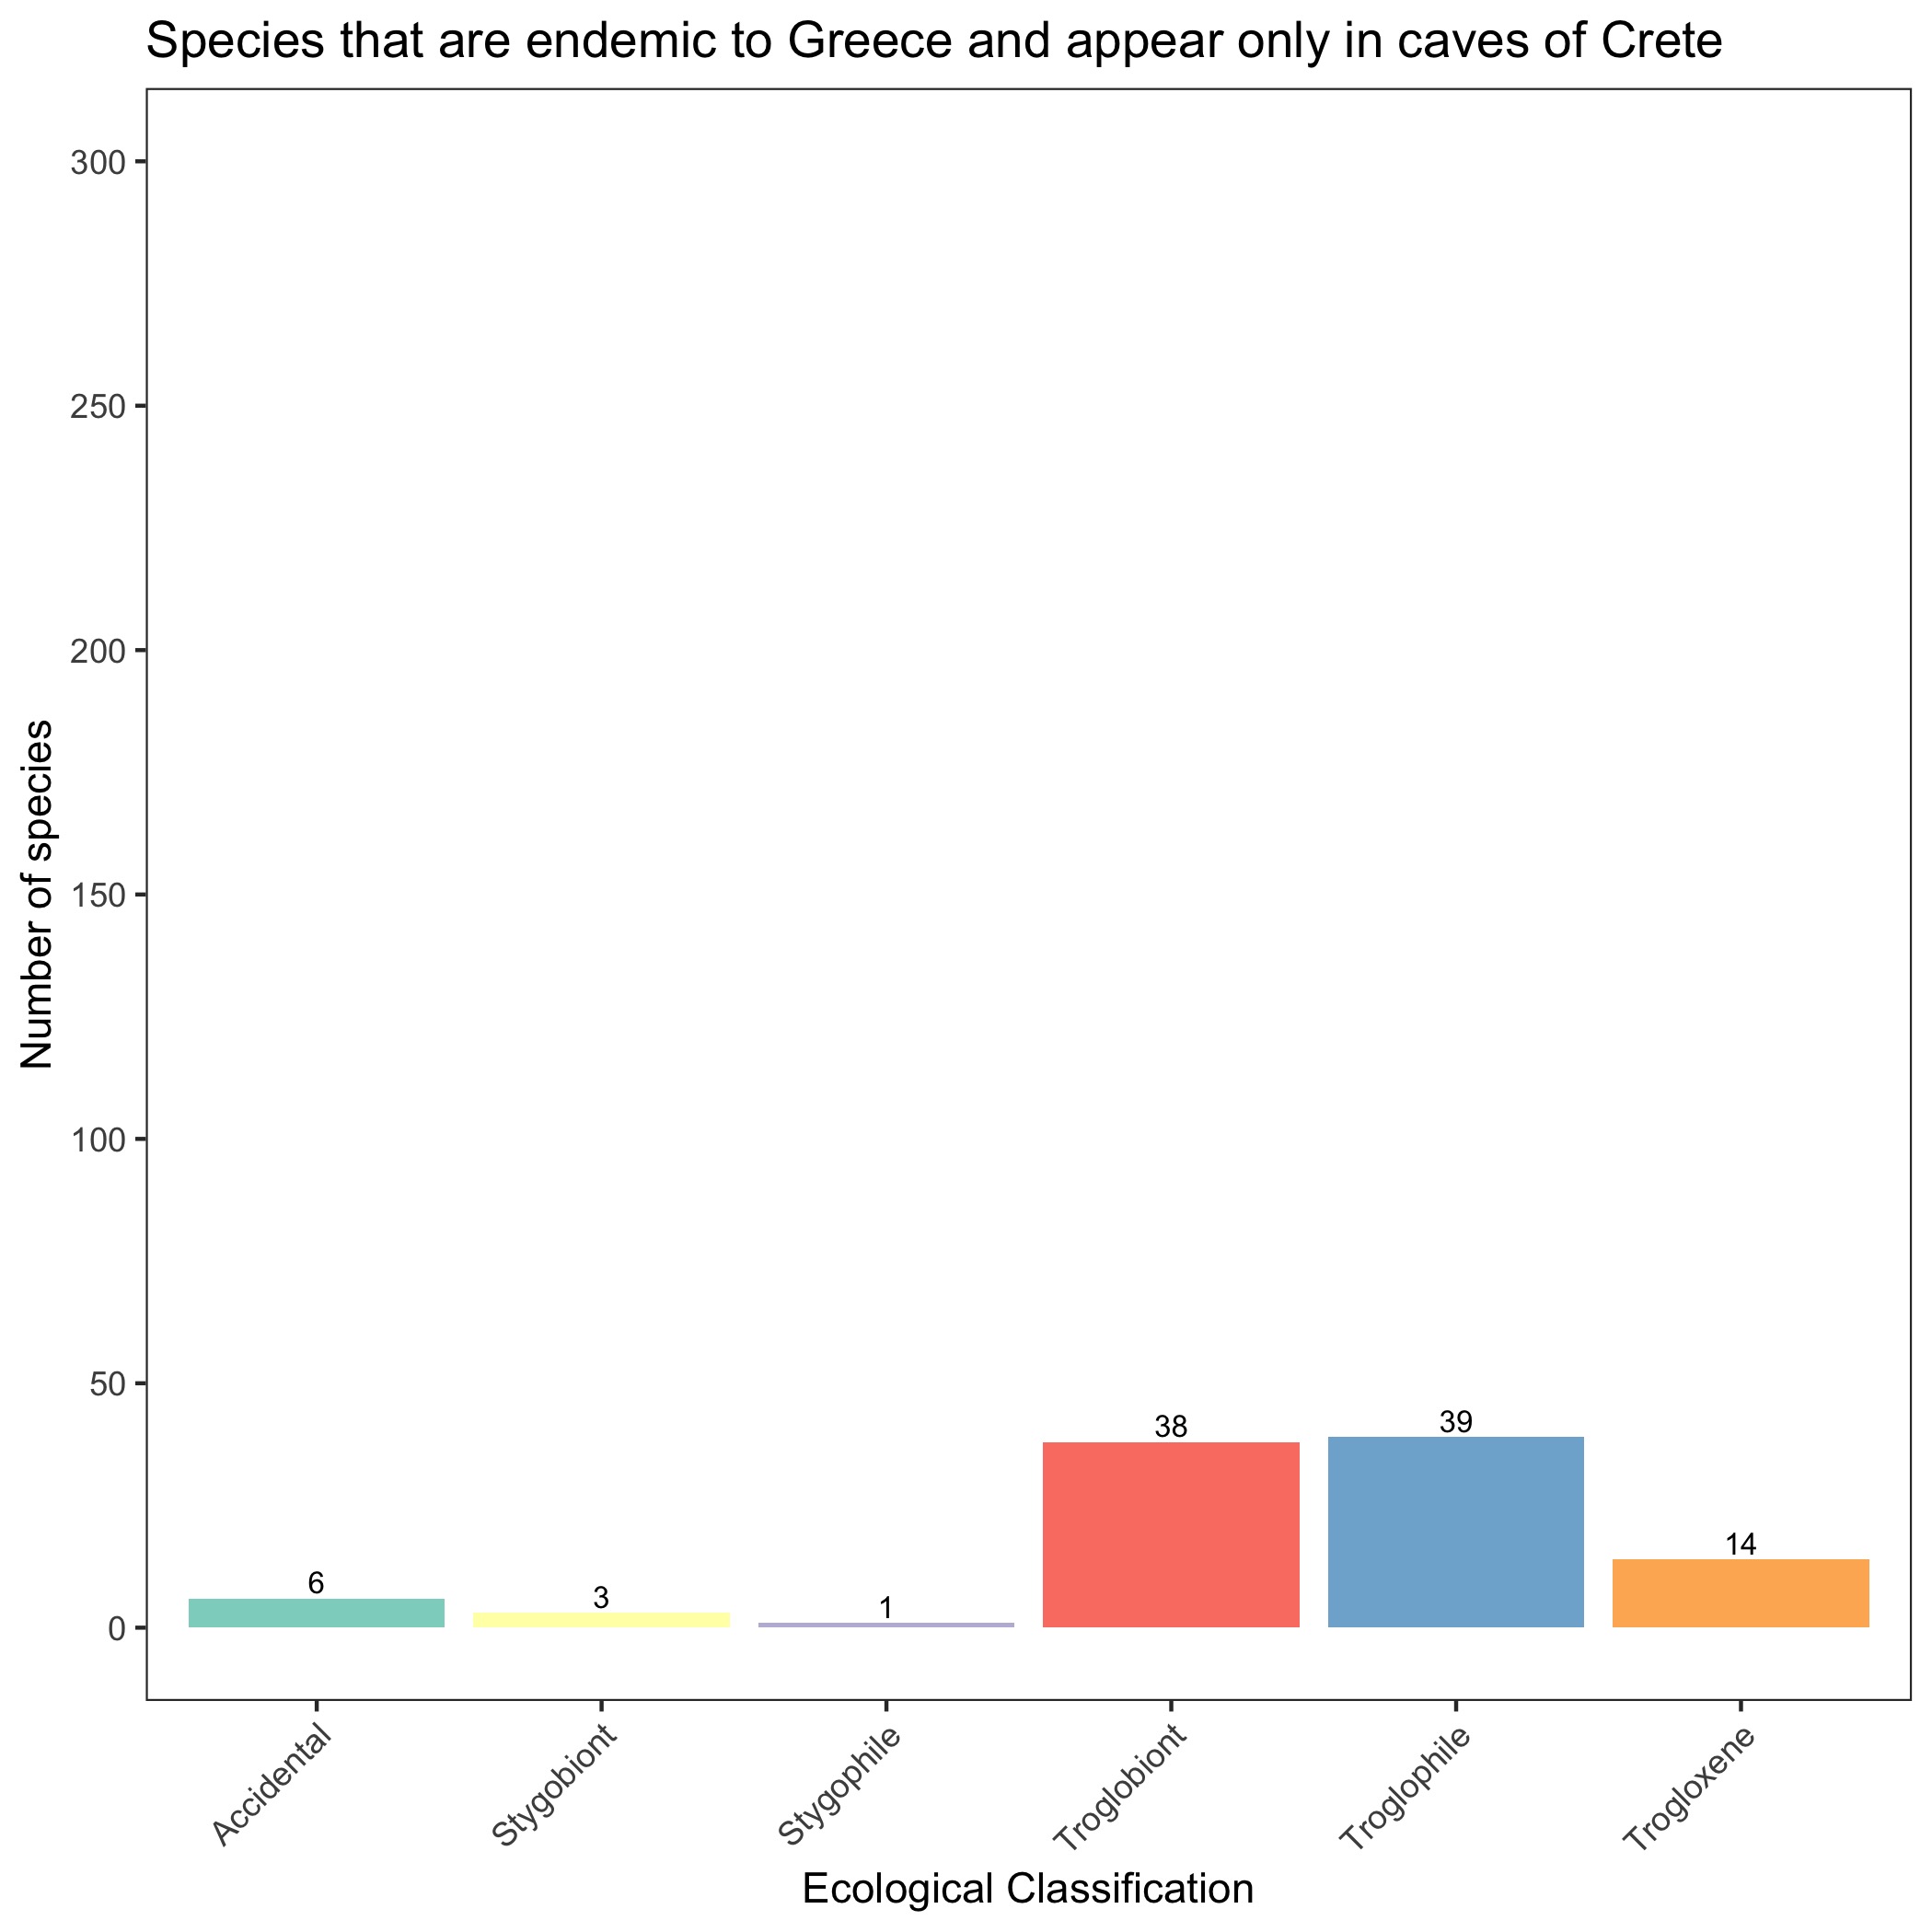 Species that are endemic to Greece and appear only in caves of Crete
Number of species
300
250
200
150
100
50
0
6
3
1
38
39
14
Accidental
Stygobiont
Stygophile
Troglobiont
Troglophile
Trogloxene
Ecological Classification